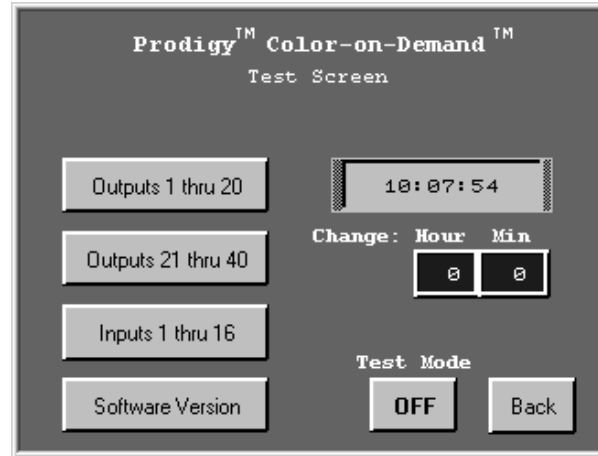 Prodigy™ Color-on-Demand™
Test Screen
Outputs 1 thru 20
10:07:54
Change: Hour Min
Outputs 21 thru 40
0 0
Inputs 1 thru 16
Test Mode
Software Version
OFF
Back